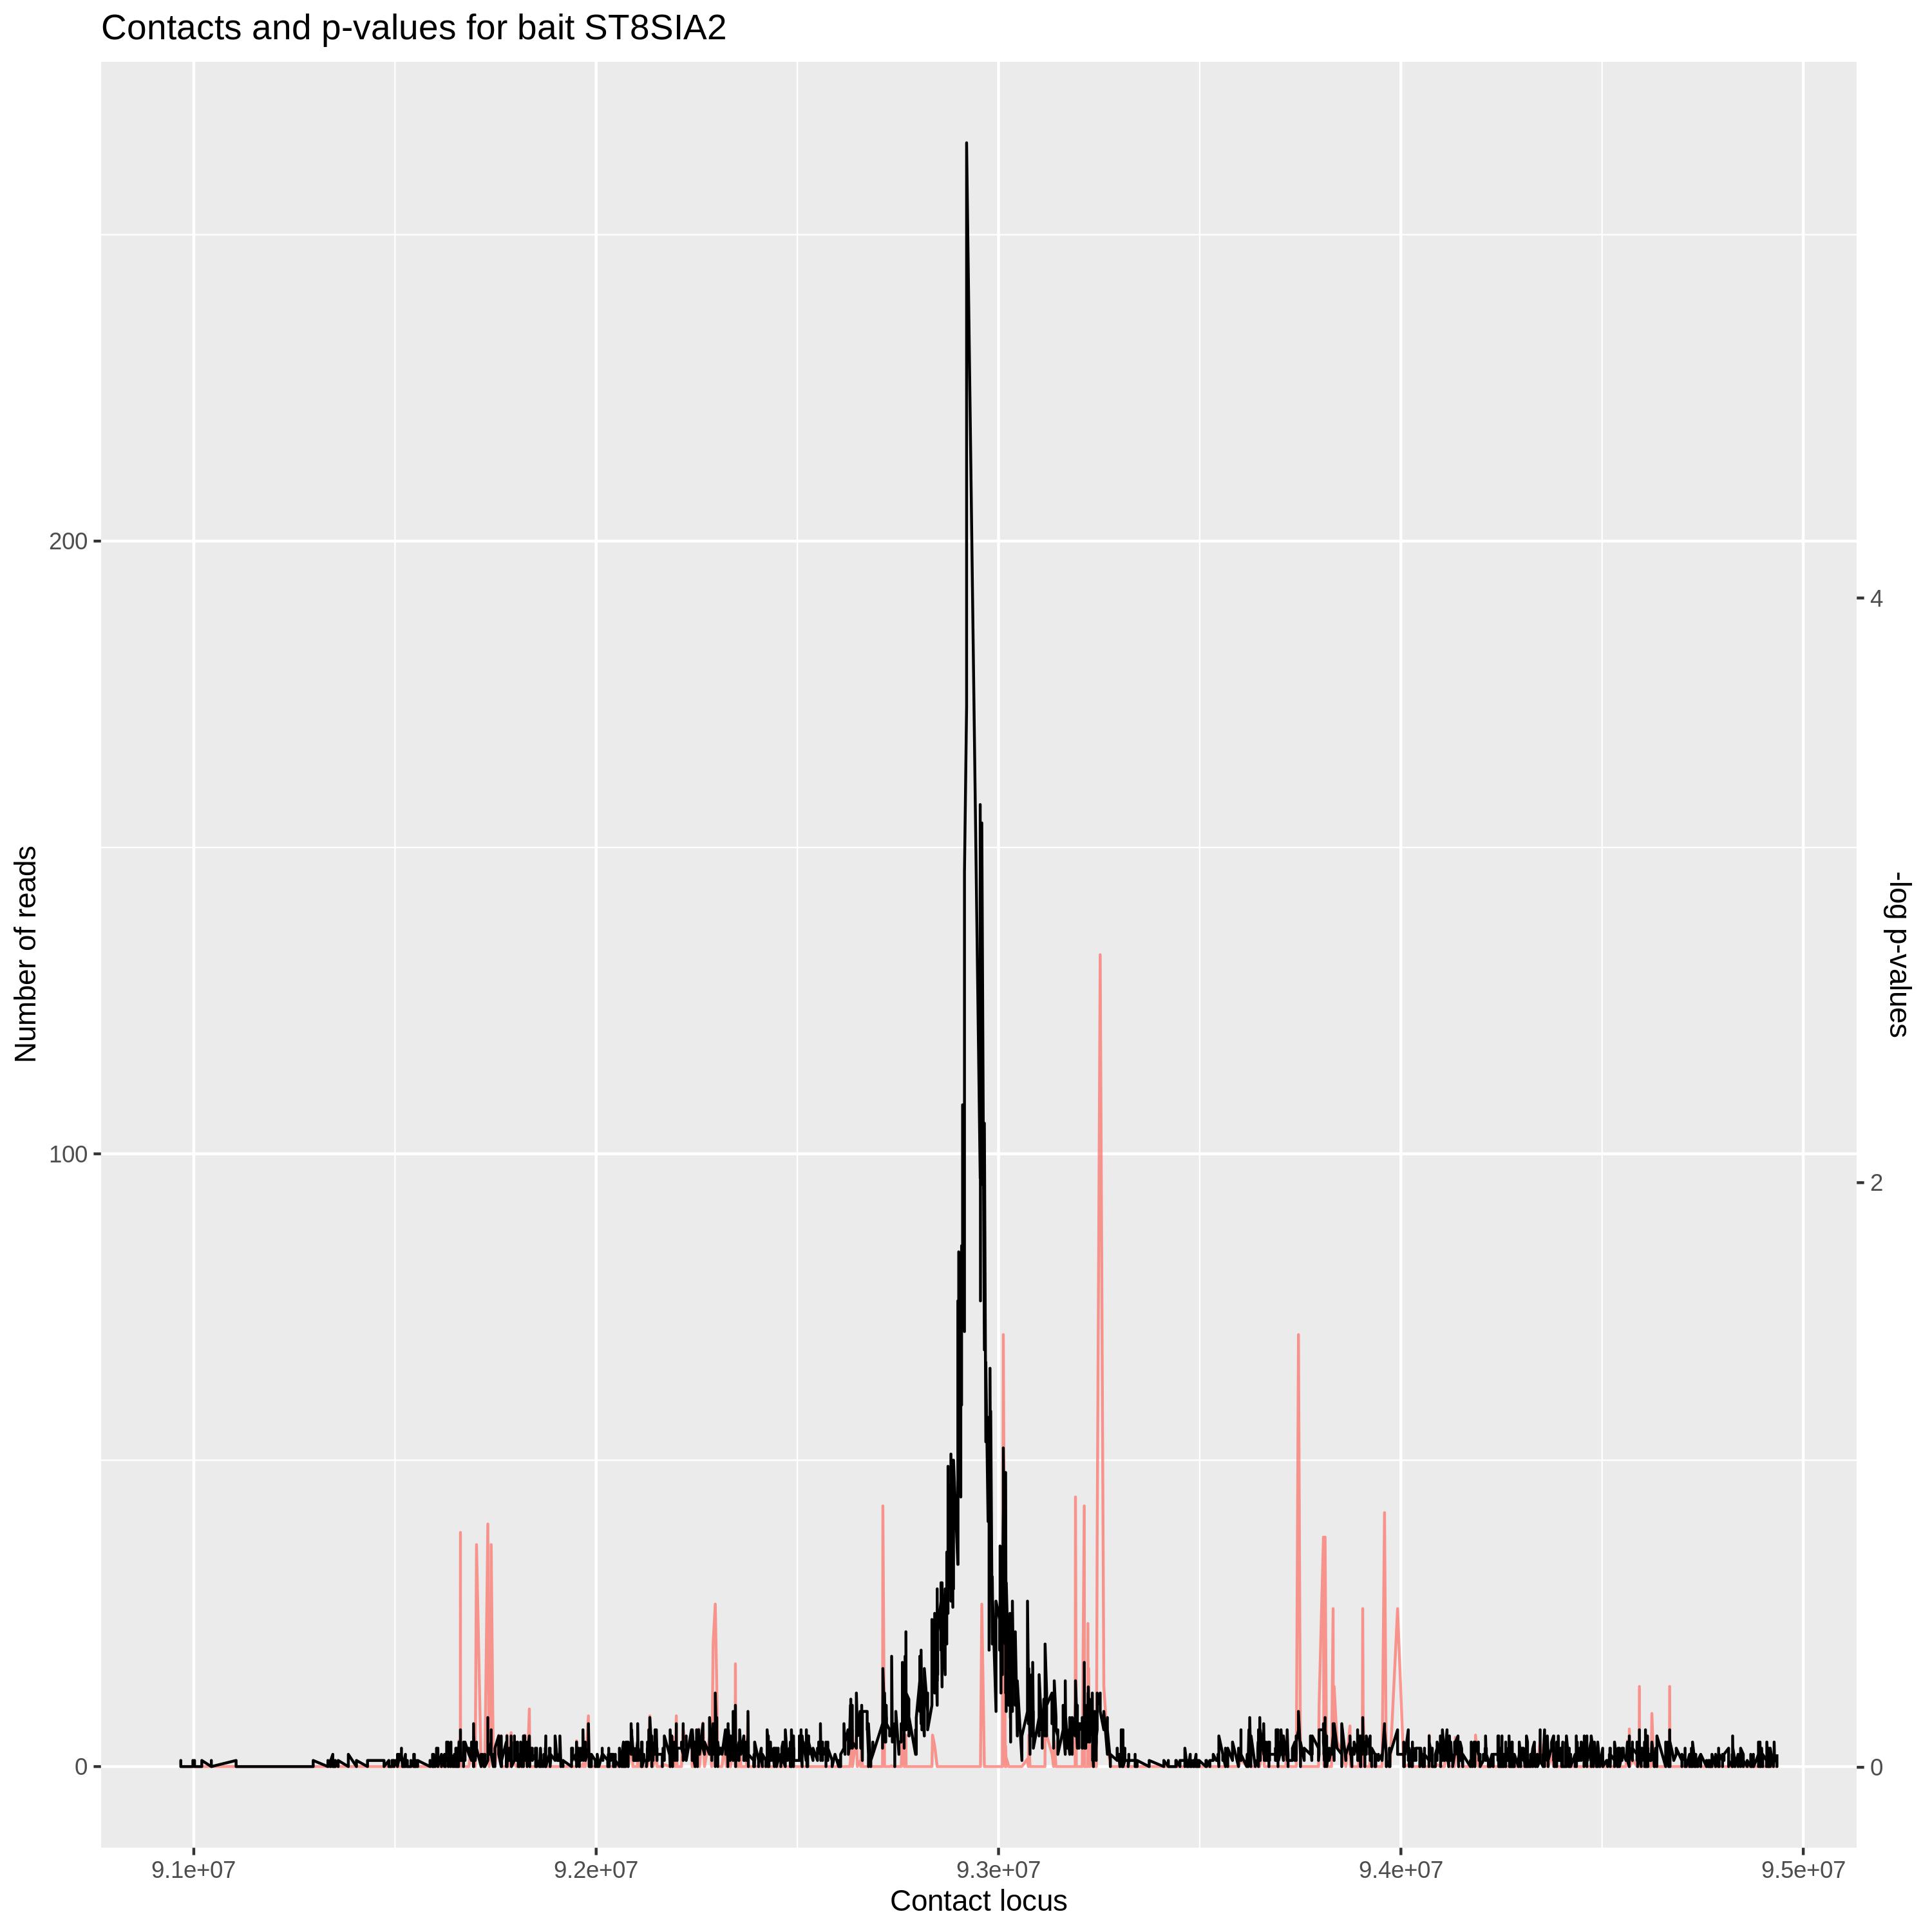 Contacts and p-values for bait ST8SIA2
Number of reads
200
100
0
4
2
0
-log p-values
9.1e+07
9.2e+07
9.3e+07
9.4e+07
9.5e+07
Contact locus